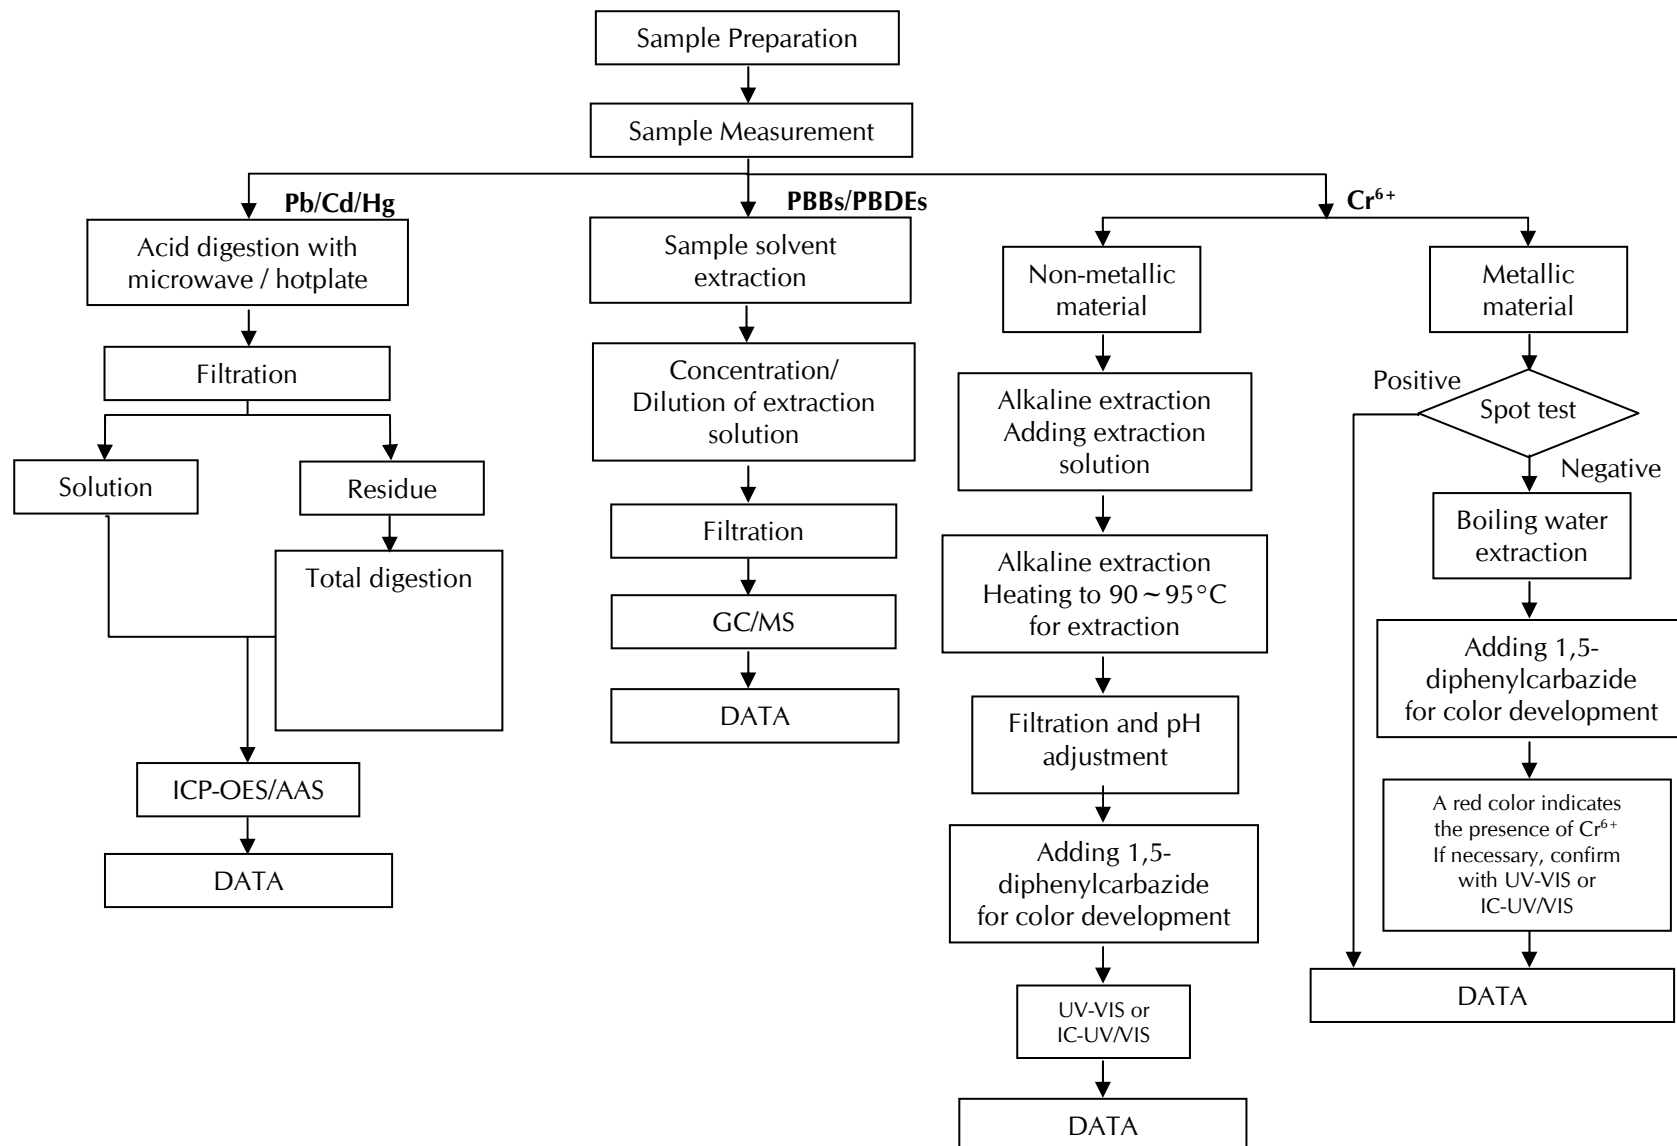 Sample Preparation
Sample Measurement
Pb/Cd/Hg
Acid digestion with
microwave / hotplate
Filtration
Solution
Residue
Total digestion
ICP-OES/AAS
DATA
PBBs/PBDEs
Sample solvent
extraction
Concentration/
Dilution of extraction
solution
Filtration
GC/MS
DATA
Cr⁶⁺
Non-metallic
material
Alkaline extraction
Adding extraction
solution
Alkaline extraction
Heating to 90~95°C
for extraction
Filtration and pH
adjustment
Adding 1,5-
diphenylcarbazide
for color development
UV-VIS or
IC-UV/VIS
DATA
Metallic
material
Positive
Spot test
Negative
Boiling water
extraction
Adding 1,5-
diphenylcarbazide
for color development
A red color indicates
the presence of Cr⁶⁺
If necessary, confirm
with UV-VIS or
IC-UV/VIS
DATA